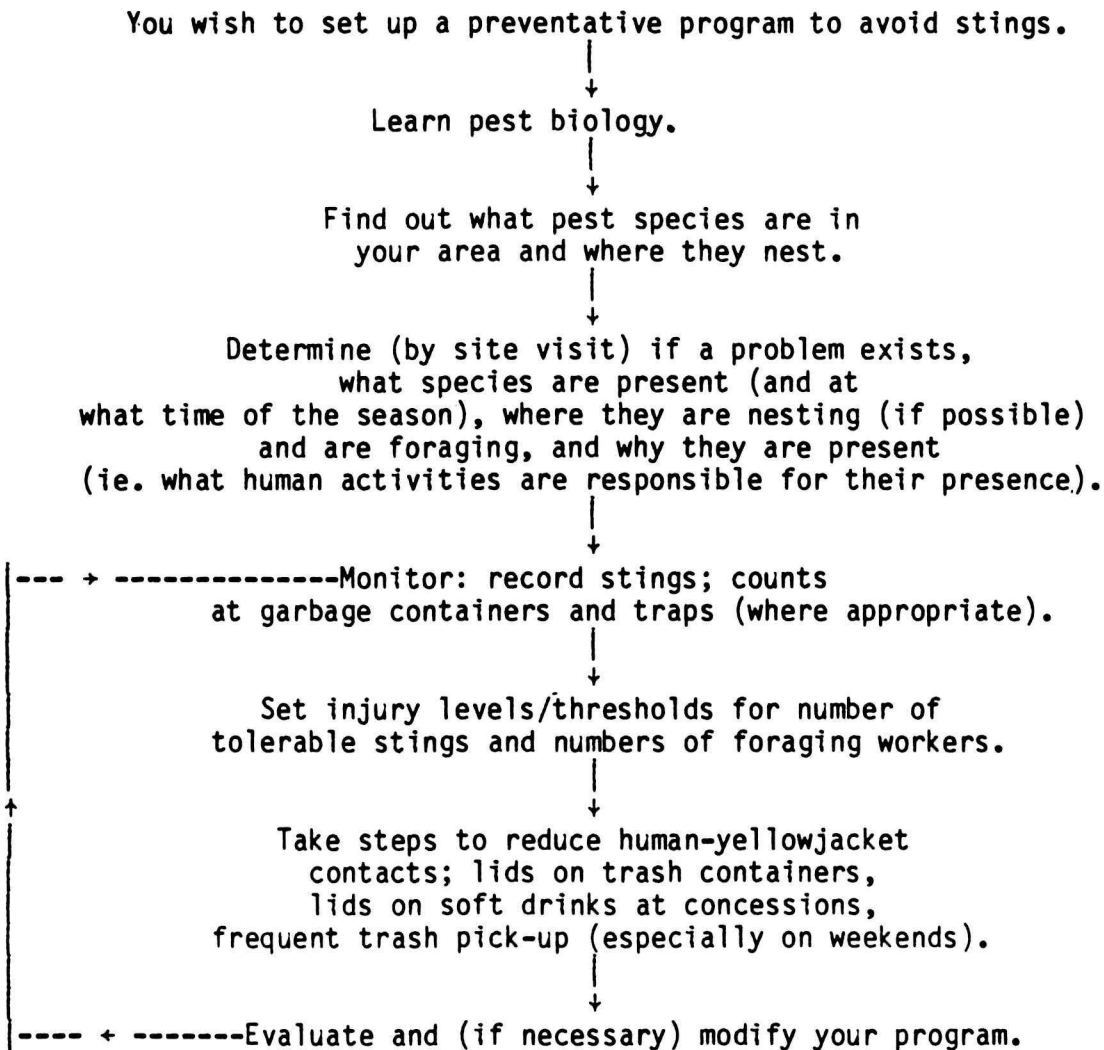 You wish to set up a preventative program to avoid stings.
Learn pest biology.
Find out what pest species are in
your area and where they nest.
Determine (by site visit) if a problem exists,
what species are present (and at
what time of the season), where they are nesting (if possible)
and are foraging, and why they are present
(ie. what human activities are responsible for their presence.).
Monitor: record stings; counts
at garbage containers and traps (where appropriate).
Set injury levels/thresholds for number of
tolerable stings and numbers of foraging workers.
Take steps to reduce human-yellowjacket
contacts; lids on trash containers,
lids on soft drinks at concessions,
frequent trash pick-up (especially on weekends).
Evaluate and (if necessary) modify your program.